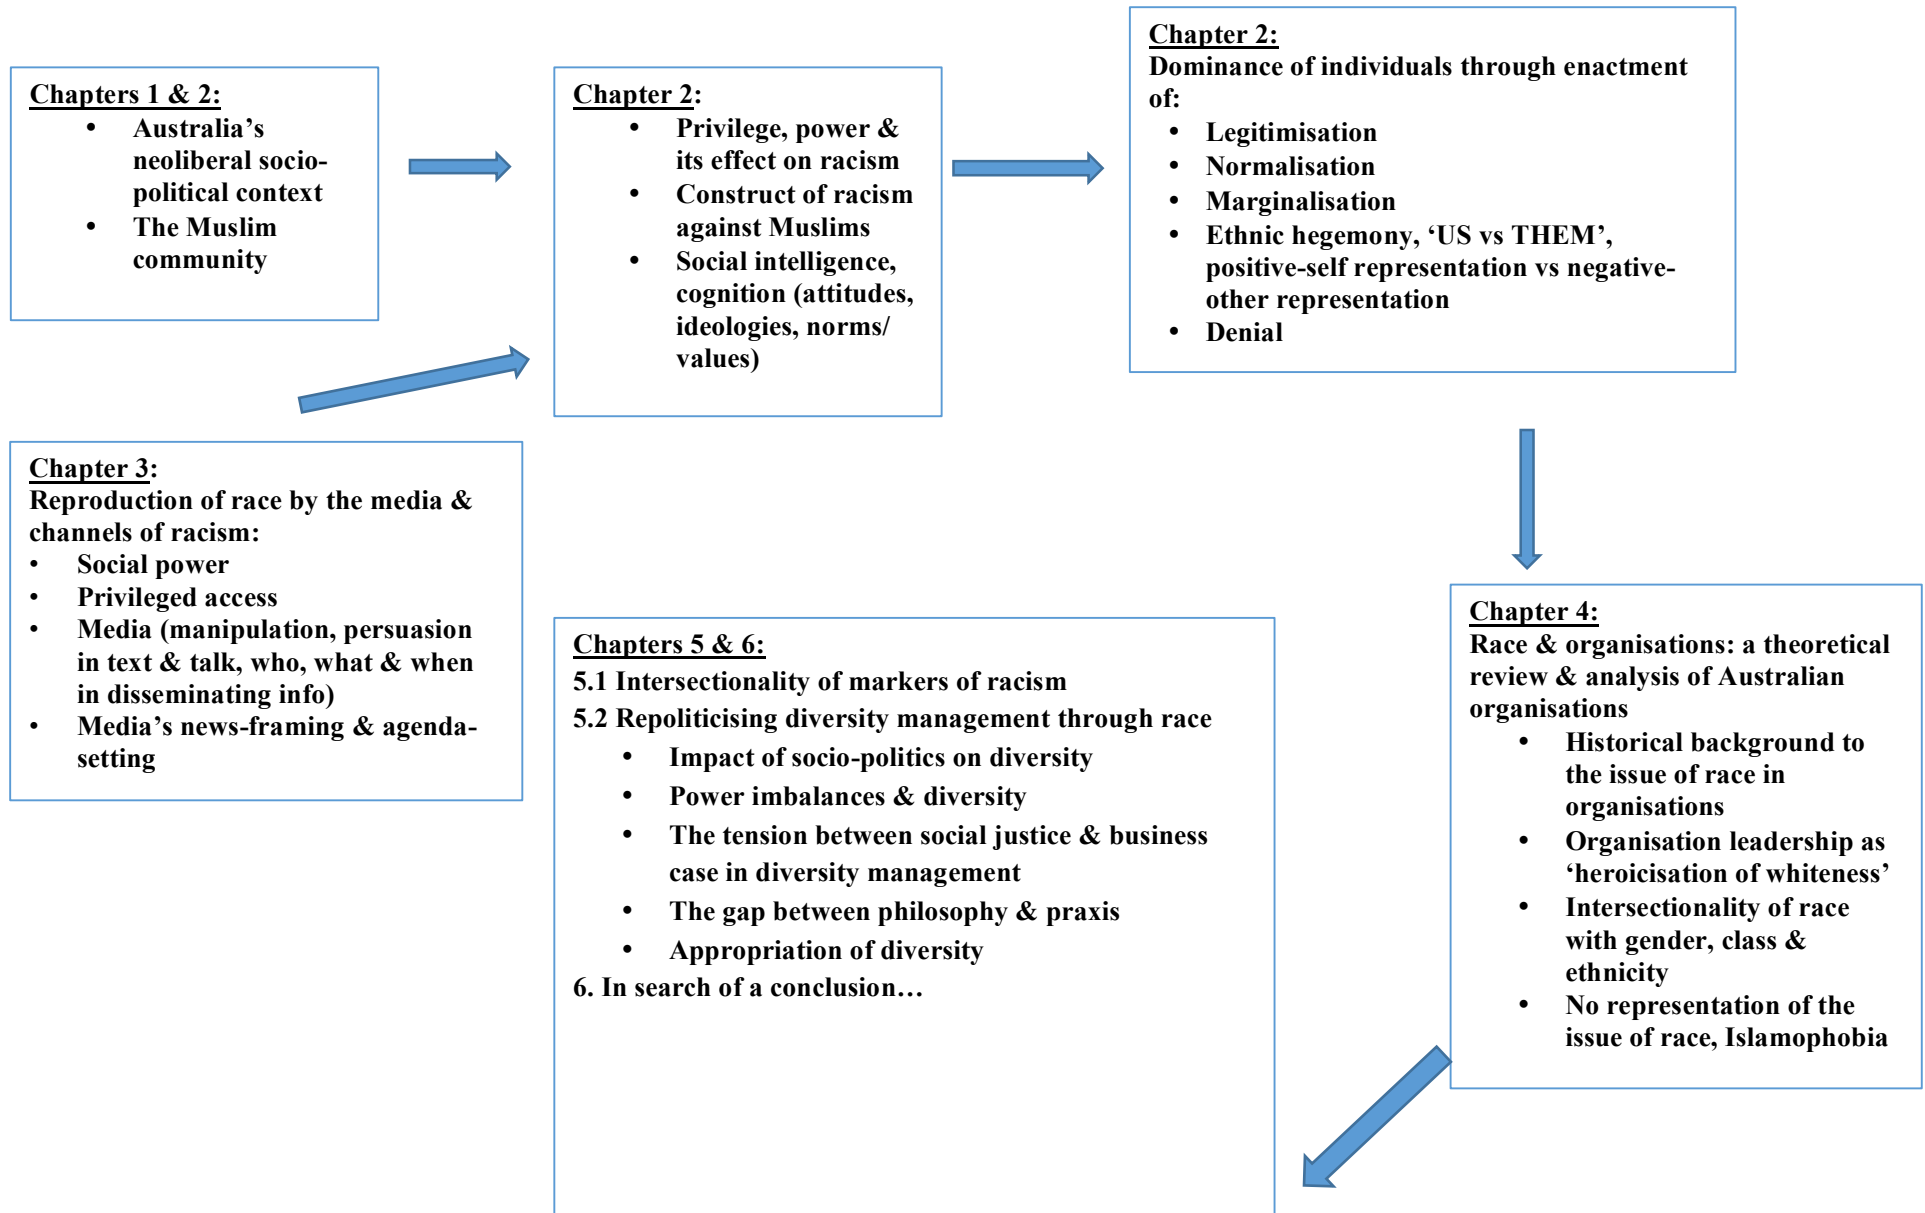 Chapters 1 & 2:
• Australia’s
neoliberal socio-
political context
• The Muslim
community
Chapter 2:
• Privilege, power &
its effect on racism
• Construct of racism
against Muslims
• Social intelligence,
cognition (attitudes,
ideologies, norms/
values)
Chapter 2:
Dominance of individuals through enactment
of:
• Legitimisation
• Normalisation
• Marginalisation
• Ethnic hegemony, ‘US vs THEM’,
positive-self representation vs negative-
other representation
• Denial
Chapter 3:
Reproduction of race by the media &
channels of racism:
• Social power
• Privileged access
• Media (manipulation, persuasion
in text & talk, who, what & when
in disseminating info)
• Media’s news-framing & agenda-
setting
Chapter 4:
Race & organisations: a theoretical
review & analysis of Australian
organisations
• Historical background to
the issue of race in
organisations
• Organisation leadership as
‘heroicisation of whiteness’
• Intersectionality of race
with gender, class &
ethnicity
• No representation of the
issue of race, Islamophobia
Chapters 5 & 6:
5.1 Intersectionality of markers of racism
5.2 Repoliticising diversity management through race
• Impact of socio-politics on diversity
• Power imbalances & diversity
• The tension between social justice & business
case in diversity management
• The gap between philosophy & praxis
• Appropriation of diversity
6. In search of a conclusion…